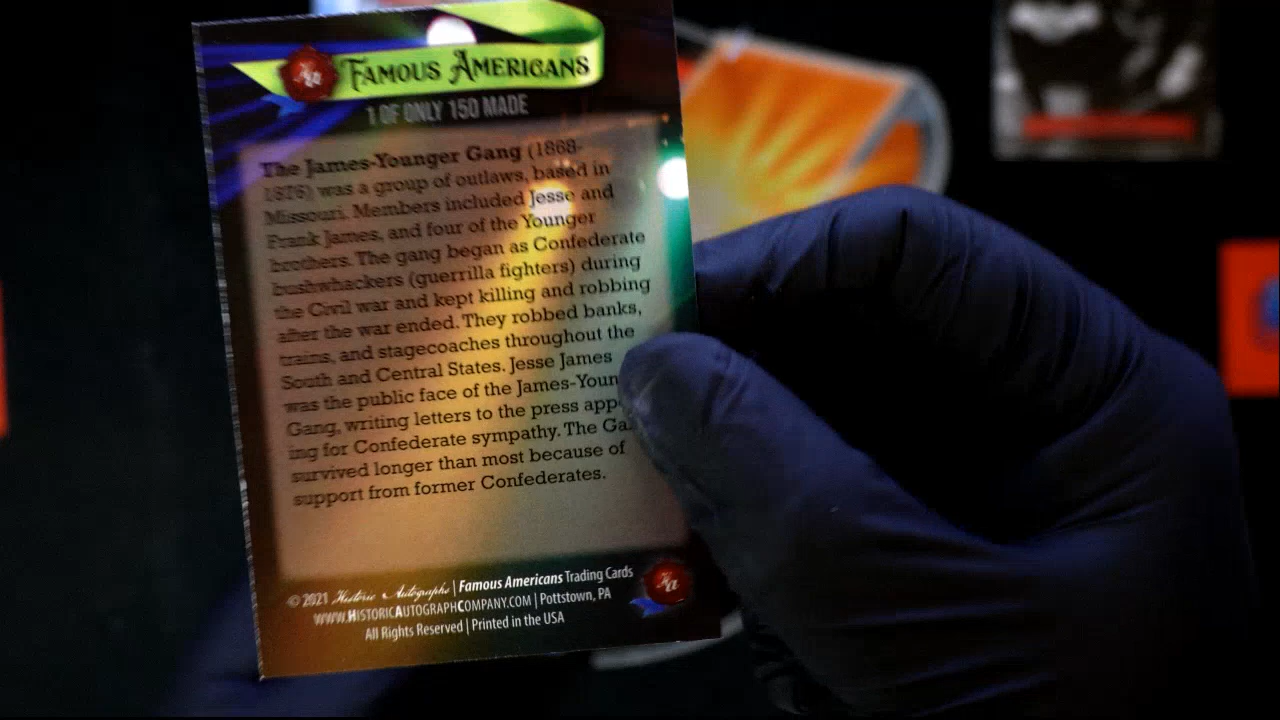 FAMOUS AMERICANS
1 OF ONLY 150 MADE
The James-Younger Gang (1868-
1876) was a group of outlaws, based in
Missouri. Members included Jesse and
Frank James, and four of the Younger
brothers. The gang began as Confederate
bushwhackers (guerrilla fighters) during
the Civil war and kept killing and robbing
after the war ended. They robbed banks,
trains, and stagecoaches throughout the
South and Central States. Jesse James
was the public face of the James-Youn
Gang, writing letters to the press app
ing for Confederate sympathy. The Ga
survived longer than most because of
support from former Confederates.
© 2021 Historic Autographs | Famous Americans Trading Cards
WWW.HISTORICAUTOGRAPHCOMPANY.COM | Pottstown, PA
All Rights Reserved | Printed in the USA